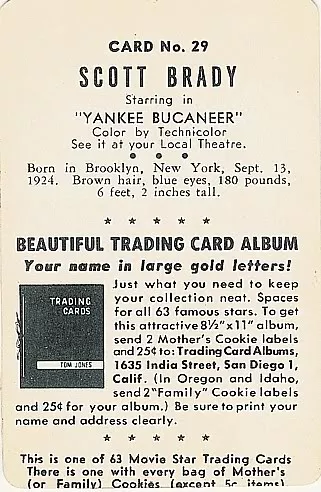 CARD No. 29
SCOTT BRADY
Starring in
"YANKEE BUCANEER"
Color by Technicolor
See it at your Local Theatre.
• • •
Born in Brooklyn, New York, Sept. 13,
1924. Brown hair, blue eyes, 180 pounds,
6 feet, 2 inches tall.
* * * * *
BEAUTIFUL TRADING CARD ALBUM
Your name in large gold letters!
TRADING
CARDS
TOM JONES
Just what you need to keep
your collection neat. Spaces
for all 63 famous stars. To get
this attractive 8½"x11" album,
send 2 Mother's Cookie labels
and 25¢ to: Trading Card Albums,
1635 India Street, San Diego 1,
Calif. (In Oregon and Idaho,
send 2 "Family" Cookie labels
and 25¢ for your album.) Be sure to print your
name and address clearly.
* * * * *
This is one of 63 Movie Star Trading Cards
There is one with every bag of Mother's
(or Family) Cookies (except 5c items)